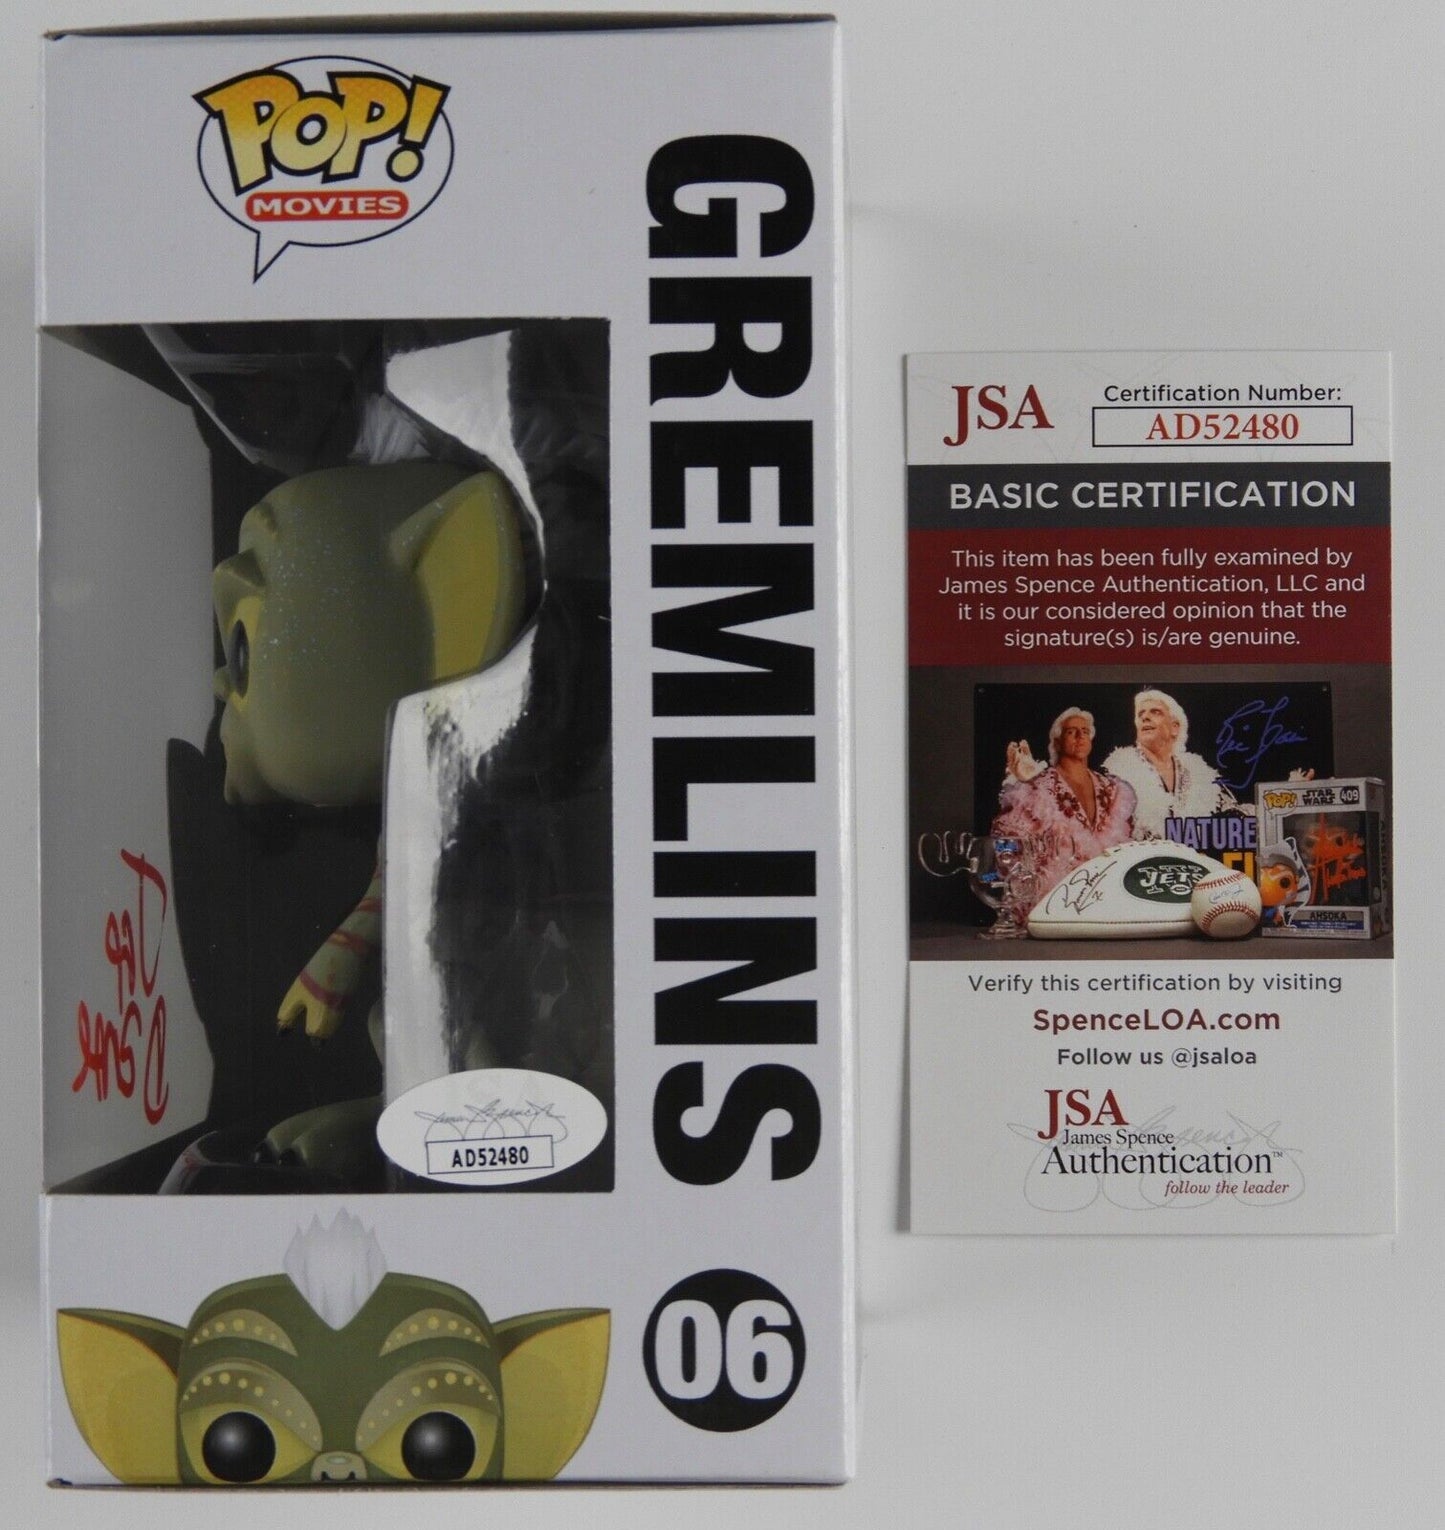 POP!
MOVIES
GREMLINS
AD52480
06
JSA
Certification Number:
AD52480
BASIC CERTIFICATION
This item has been fully examined by
James Spence Authentication, LLC and
it is our considered opinion that the
signature(s) is/are genuine.
NATURE
JETS
POP!
STAR
WARS
409
AHSOKA
Verify this certification by visiting
SpenceLOA.com
Follow us @jsaloa
JSA
James Spence
Authentication™
follow the leader